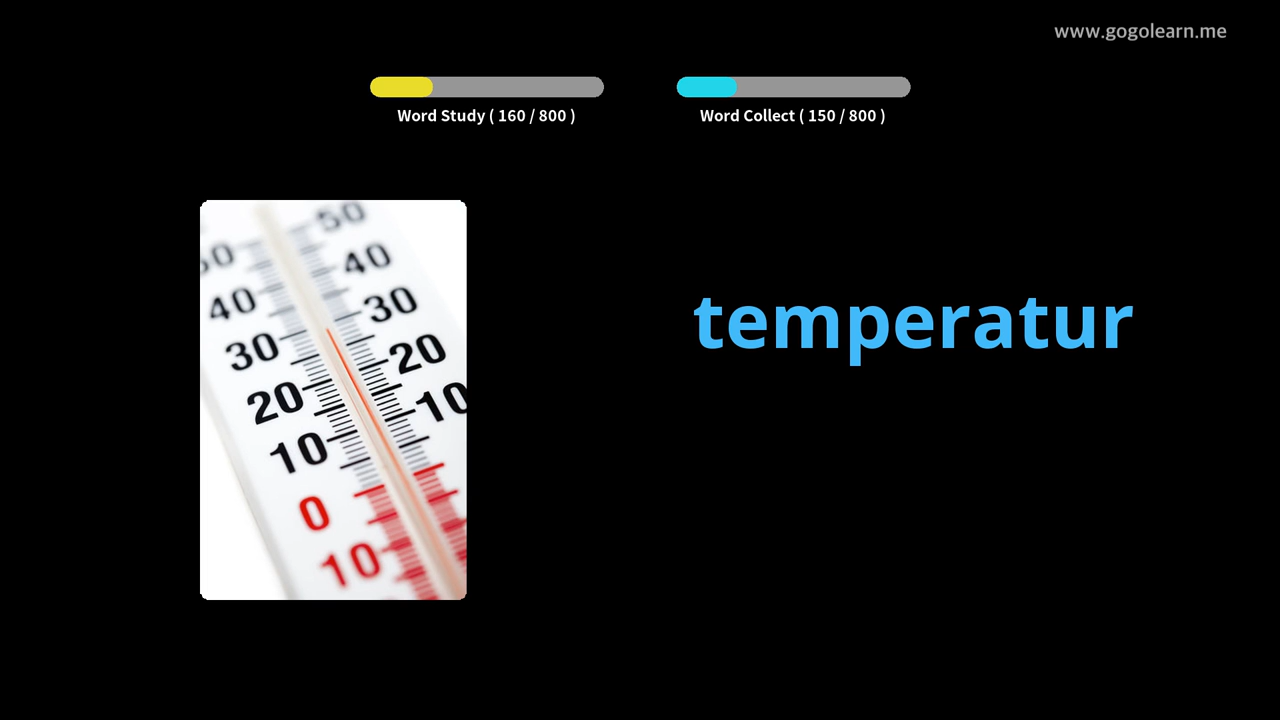 www.gogolearn.me
Word Study ( 160 / 800 )
Word Collect ( 150 / 800 )
temperatur
50
40 40
30 30
20 20
10 10
0
10